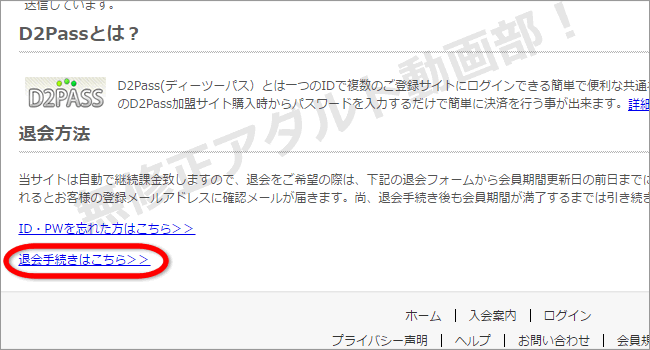 送信しています。
D2Passとは？
D2PASS
D2Pass(ディーツーパス）とは一つのIDで複数のご登録サイトにログインできる簡単で便利な共通
のD2Pass加盟サイト購入時からパスワードを入力するだけで簡単に決済を行う事が出来ます。詳細
退会方法
当サイトは自動で継続課金致しますので、退会をご希望の際は、下記の退会フォームから会員期間更新日の前日までに
れるとお客様の登録メールアドレスに確認メールが届きます。尚、退会手続き後も会員期間が満了するまでは引き続き
ID・PWを忘れた方はこちら>>
退会手続きはこちら>>
ホーム | 入会案内 | ログイン
プライバシー声明 | ヘルプ | お問い合わせ | 会員規
無修正アダルト動画部！